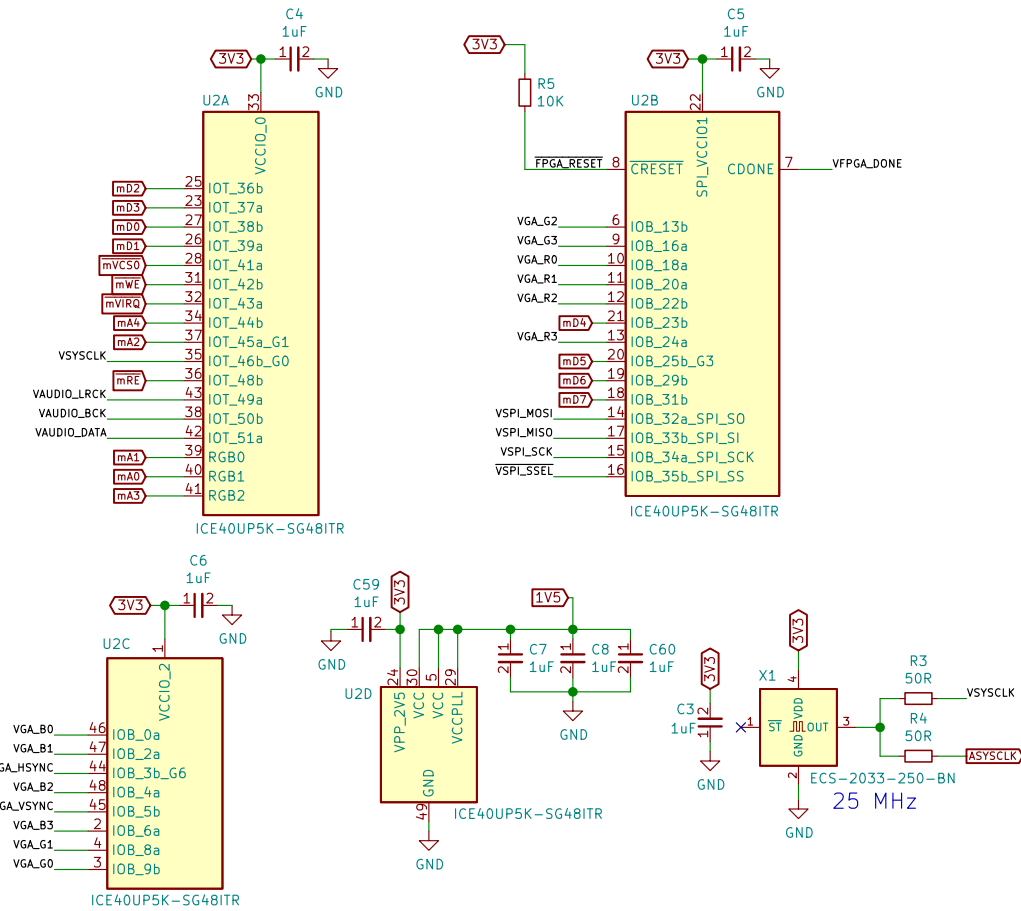 C4
1uF
3V3
1 2
GND
U2A
33
VCCIO_0
mD2 25 IOT_36b
mD3 23 IOT_37a
mD0 27 IOT_38b
mD1 26 IOT_39a
mVCS0 28 IOT_41a
mWE 31 IOT_42b
mVIRQ 32 IOT_43a
mA4 34 IOT_44b
mA2 37 IOT_45a_G1
VSYSCLK 35 IOT_46b_G0
mRE 36 IOT_48b
VAUDIO_LRCK 43 IOT_49a
VAUDIO_BCK 38 IOT_50b
VAUDIO_DATA 42 IOT_51a
mA1 39 RGB0
mA0 40 RGB1
mA3 41 RGB2
ICE40UP5K-SG48ITR
C5
1uF
3V3
3V3
1 2
GND
R5
10K
U2B
22
SPI_VCCIO1
FPGA_RESET 8 CRESET
CDONE 7 VFPGA_DONE
VGA_G2 6 IOB_13b
VGA_G3 9 IOB_16a
VGA_R0 10 IOB_18a
VGA_R1 11 IOB_20a
VGA_R2 12 IOB_22b
mD4 21 IOB_23b
VGA_R3 13 IOB_24a
mD5 20 IOB_25b_G3
mD6 19 IOB_29b
mD7 18 IOB_31b
VSPI_MOSI 14 IOB_32a_SPI_SO
VSPI_MISO 17 IOB_33b_SPI_SI
VSPI_SCK 15 IOB_34a_SPI_SCK
VSPI_SSEL 16 IOB_35b_SPI_SS
ICE40UP5K-SG48ITR
C6
1uF
3V3
1 2
GND
U2C
1
VCCIO_2
VGA_B0 46 IOB_0a
VGA_B1 47 IOB_2a
GA_HSYNC 44 IOB_3b_G6
VGA_B2 48 IOB_4a
GA_VSYNC 45 IOB_5b
VGA_B3 2 IOB_6a
VGA_G1 4 IOB_8a
VGA_G0 3 IOB_9b
ICE40UP5K-SG48ITR
C59
1uF
3V3
1 2
GND
1V5
1 2 C7
1uF
1 2 C8
1uF
1 2 C60
1uF
GND
U2D
24 30 5 29
VPP_2V5
VCC
VCC
VCCPLL
GND
49
GND
ICE40UP5K-SG48ITR
3V3
C3
1uF
2
1
GND
3V3
X1
4
VDD
1 ST
OUT 3
GND
2
GND
ECS-2033-250-BN
25 MHz
R3
50R
VSYSCLK
R4
50R
ASYSCLK